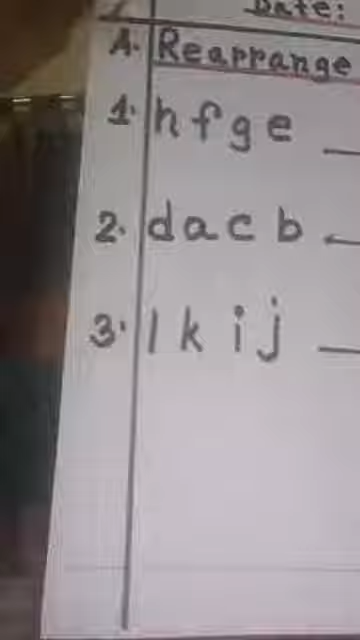 Date:
A. Rearrange
1. h f g e
2. d a c b
3. l k i j